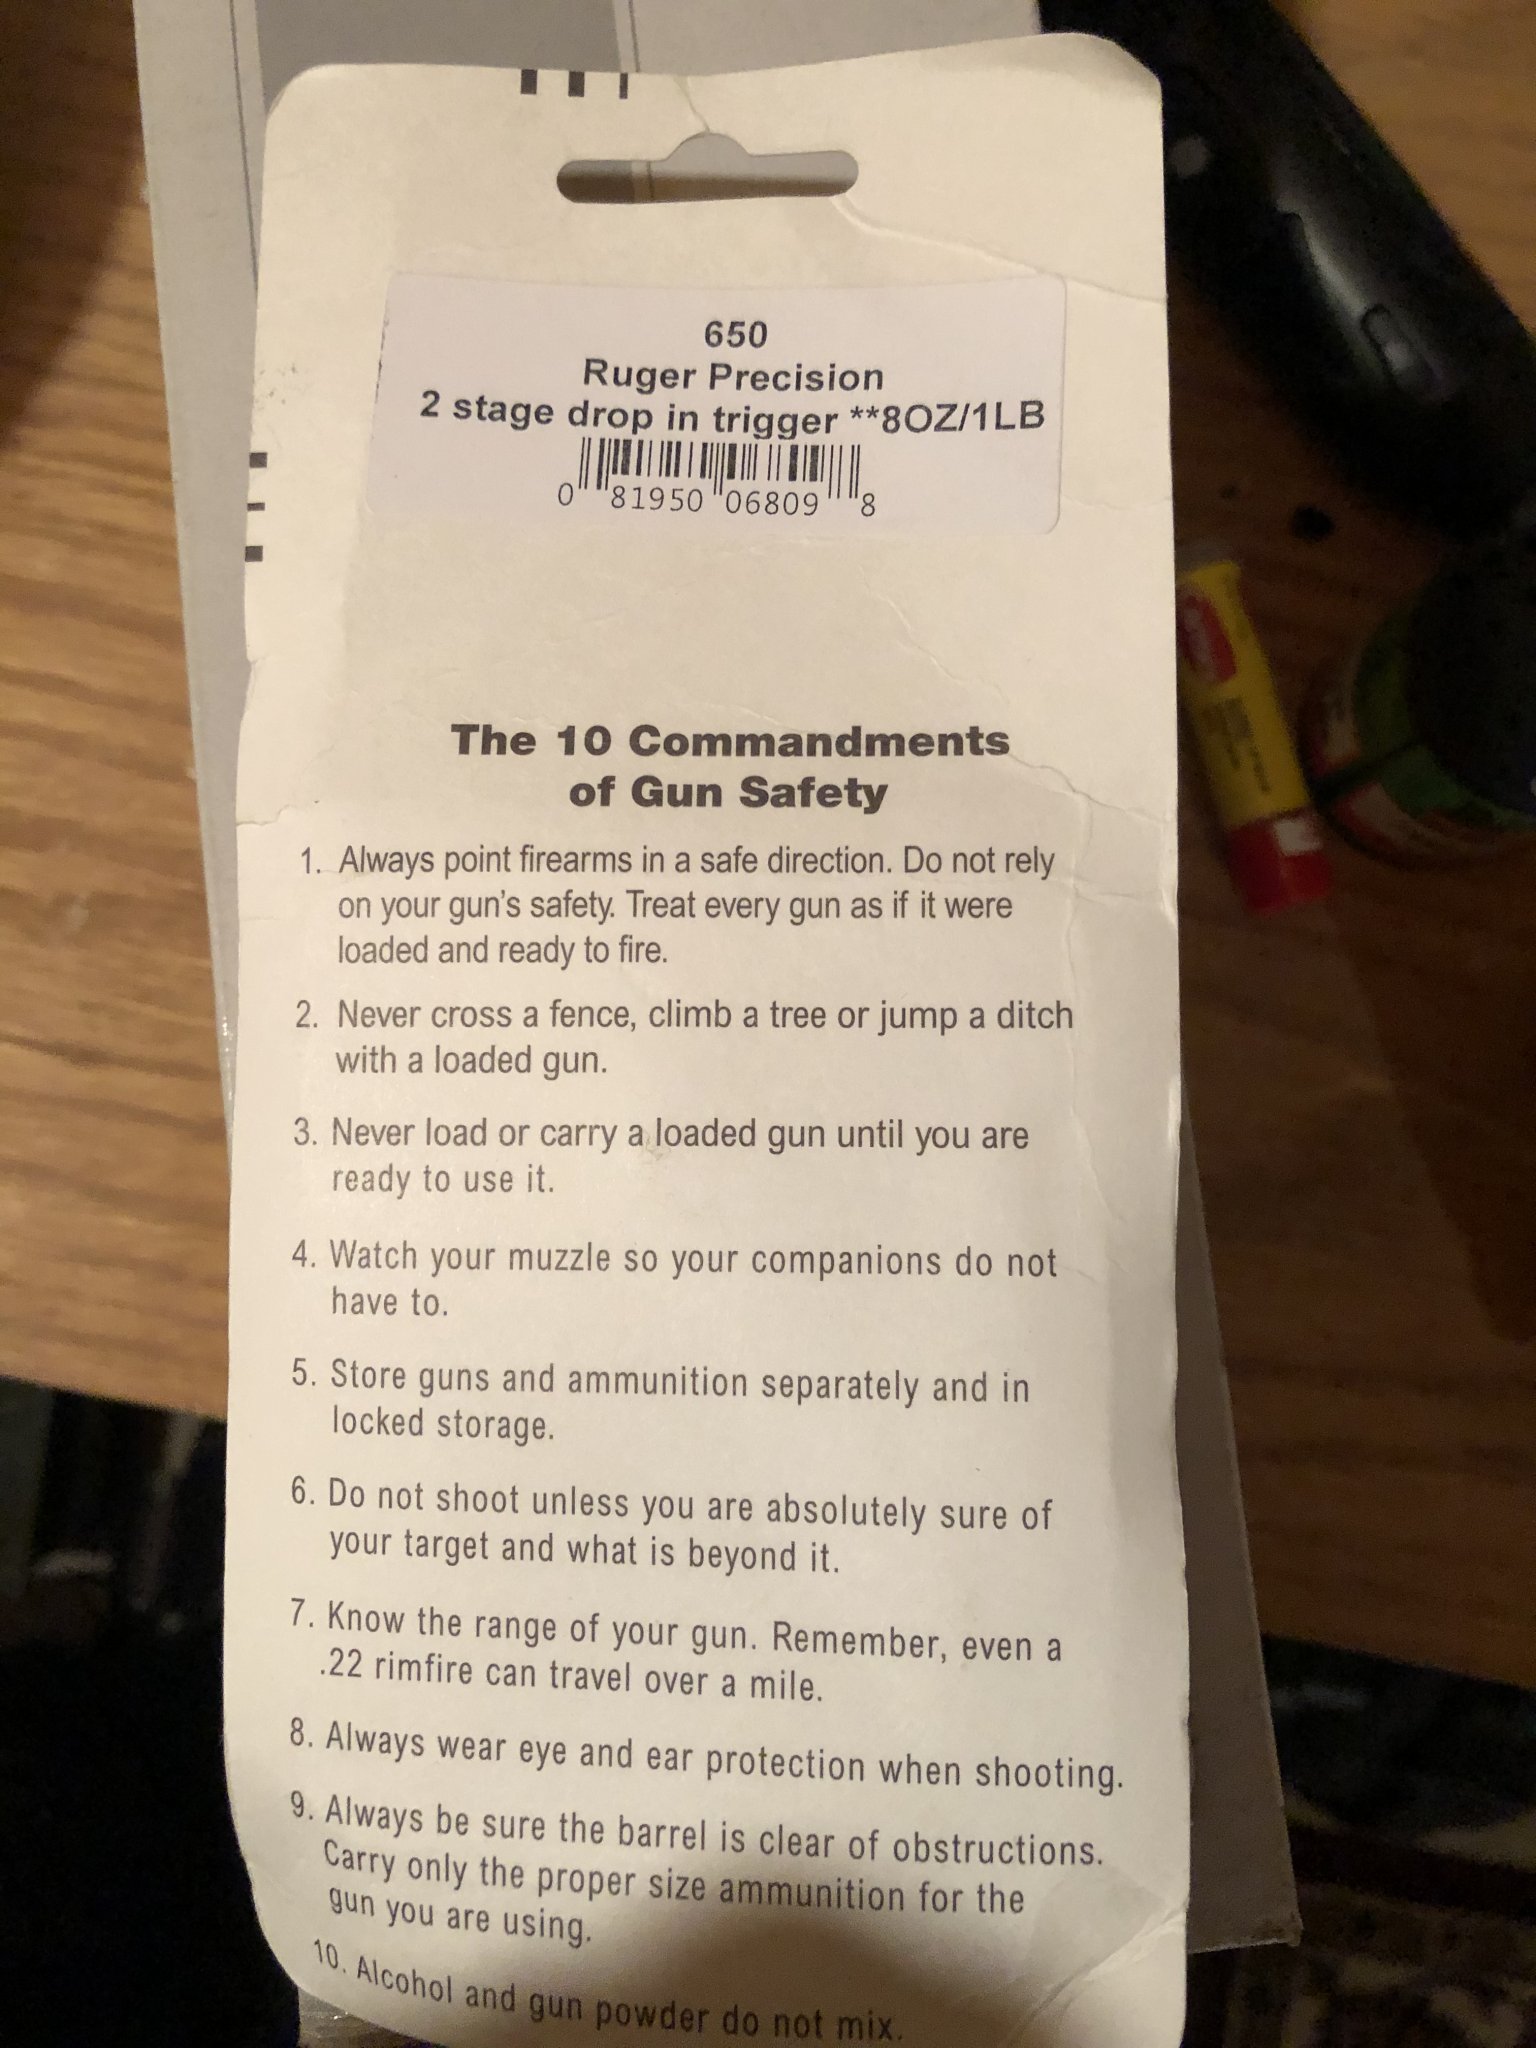 650
Ruger Precision
2 stage drop in trigger **8OZ/1LB
0 81950 06809 8
The 10 Commandments
of Gun Safety
1. Always point firearms in a safe direction. Do not rely
on your gun's safety. Treat every gun as if it were
loaded and ready to fire.
2. Never cross a fence, climb a tree or jump a ditch
with a loaded gun.
3. Never load or carry a loaded gun until you are
ready to use it.
4. Watch your muzzle so your companions do not
have to.
5. Store guns and ammunition separately and in
locked storage.
6. Do not shoot unless you are absolutely sure of
your target and what is beyond it.
7. Know the range of your gun. Remember, even a
.22 rimfire can travel over a mile.
8. Always wear eye and ear protection when shooting.
9. Always be sure the barrel is clear of obstructions.
Carry only the proper size ammunition for the
gun you are using.
10. Alcohol and gun powder do not mix.